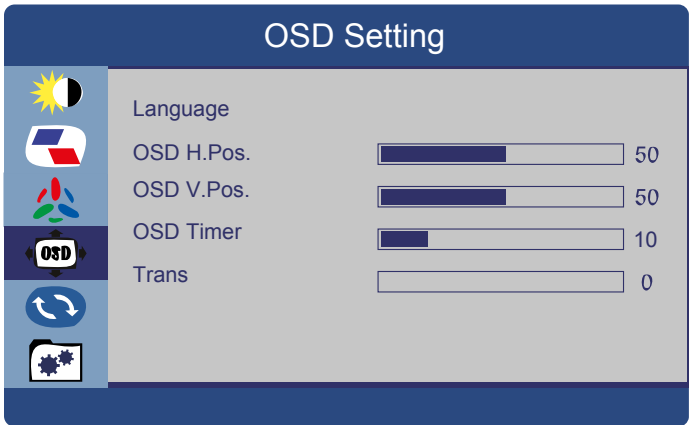 OSD Setting
Language
OSD H.Pos. 50
OSD V.Pos. 50
OSD
OSD Timer 10
Trans 0